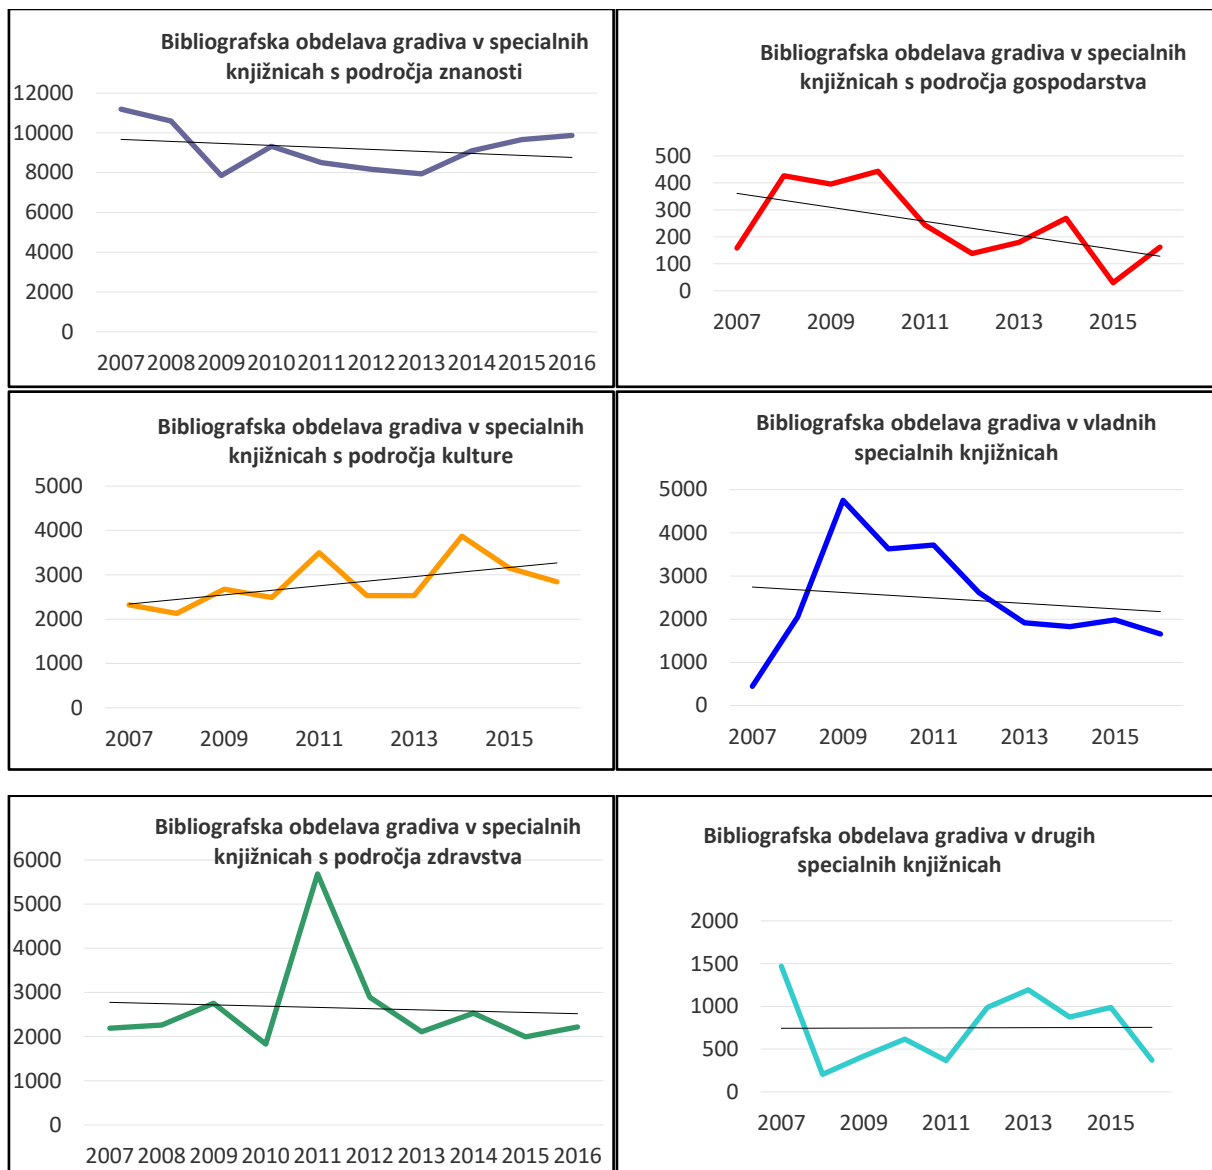 Bibliografska obdelava gradiva v specialnih
knjižnicah s področja znanosti
12000
10000
8000
6000
4000
2000
0
2007 2008 2009 2010 2011 2012 2013 2014 2015 2016
Bibliografska obdelava gradiva v specialnih
knjižnicah s področja gospodarstva
500
400
300
200
100
0
2007 2009 2011 2013 2015
Bibliografska obdelava gradiva v specialnih
knjižnicah s področja kulture
5000
4000
3000
2000
1000
0
2007 2009 2011 2013 2015
Bibliografska obdelava gradiva v vladnih
specialnih knjižnicah
5000
4000
3000
2000
1000
0
2007 2009 2011 2013 2015
Bibliografska obdelava gradiva v specialnih
knjižnicah s področja zdravstva
6000
5000
4000
3000
2000
1000
0
2007 2008 2009 2010 2011 2012 2013 2014 2015 2016
Bibliografska obdelava gradiva v drugih
specialnih knjižnicah
2000
1500
1000
500
0
2007 2009 2011 2013 2015